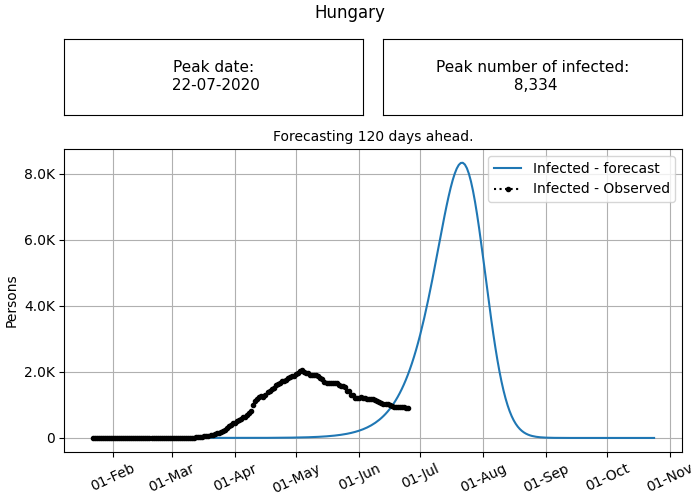 Hungary
Peak date:
22-07-2020
Peak number of infected:
8,334
Forecasting 120 days ahead.
Infected - forecast
Infected - Observed
Persons
8.0K
6.0K
4.0K
2.0K
0
01-Feb
01-Mar
01-Apr
01-May
01-Jun
01-Jul
01-Aug
01-Sep
01-Oct
01-Nov